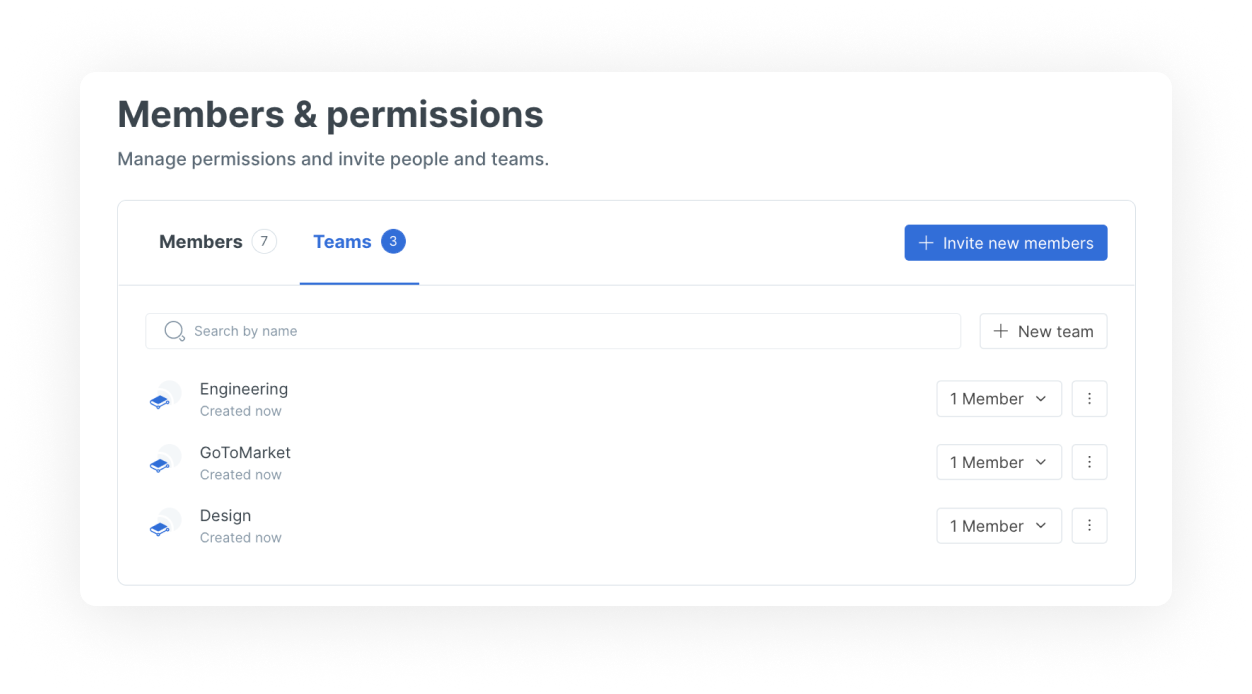 Members & permissions
Manage permissions and invite people and teams.
Members 7 Teams 3 Invite new members
Search by name New team
Engineering
Created now
1 Member
GoToMarket
Created now
1 Member
Design
Created now
1 Member